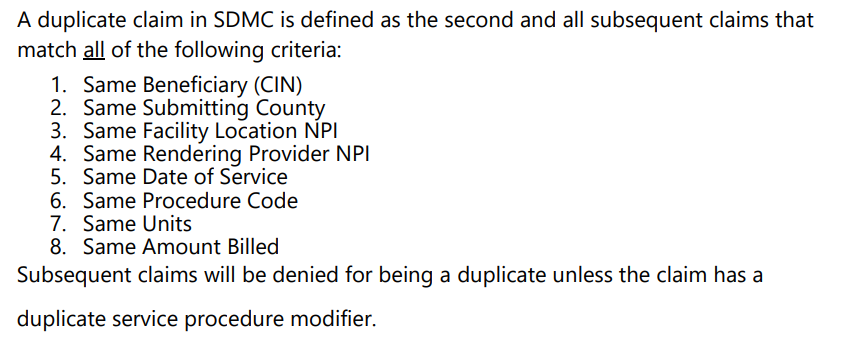 A duplicate claim in SDMC is defined as the second and all subsequent claims that
match all of the following criteria:
1. Same Beneficiary (CIN)
2. Same Submitting County
3. Same Facility Location NPI
4. Same Rendering Provider NPI
5. Same Date of Service
6. Same Procedure Code
7. Same Units
8. Same Amount Billed
Subsequent claims will be denied for being a duplicate unless the claim has a
duplicate service procedure modifier.